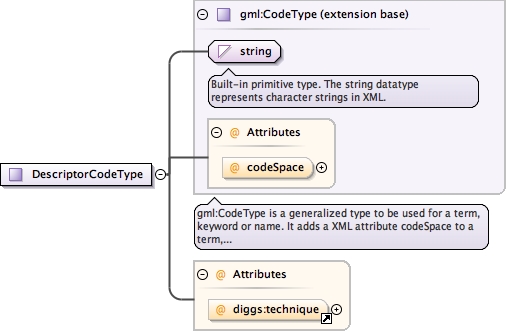 gml:CodeType (extension base)
string
Built-in primitive type. The string datatype
represents character strings in XML.
@ Attributes
@ codeSpace
DescriptorCodeType
gml:CodeType is a generalized type to be used for a term,
keyword or name. It adds a XML attribute codeSpace to a
term,...
@ Attributes
@ diggs:technique